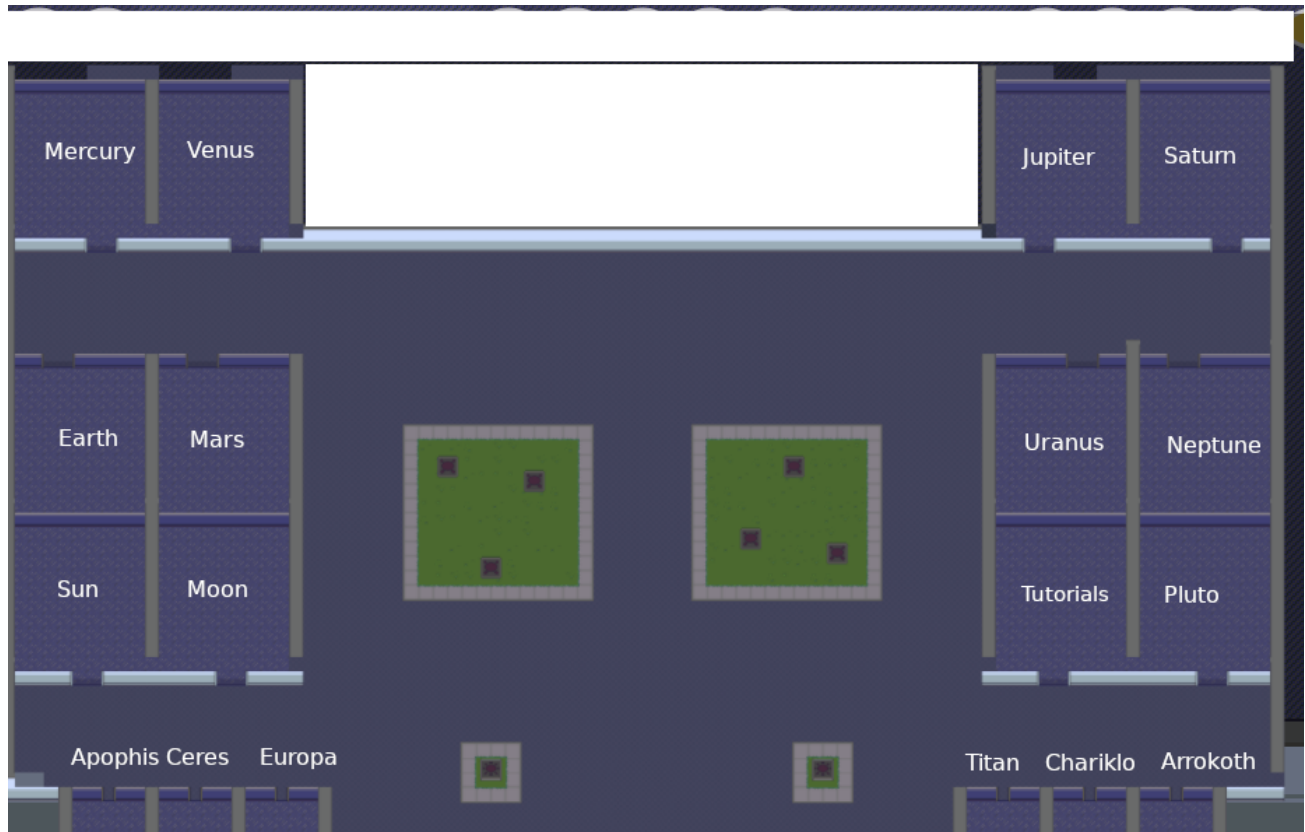 Mercury
Venus
Jupiter
Saturn
Earth
Mars
Uranus
Neptune
Sun
Moon
Tutorials
Pluto
Apophis Ceres Europa
Titan Chariklo Arrokoth